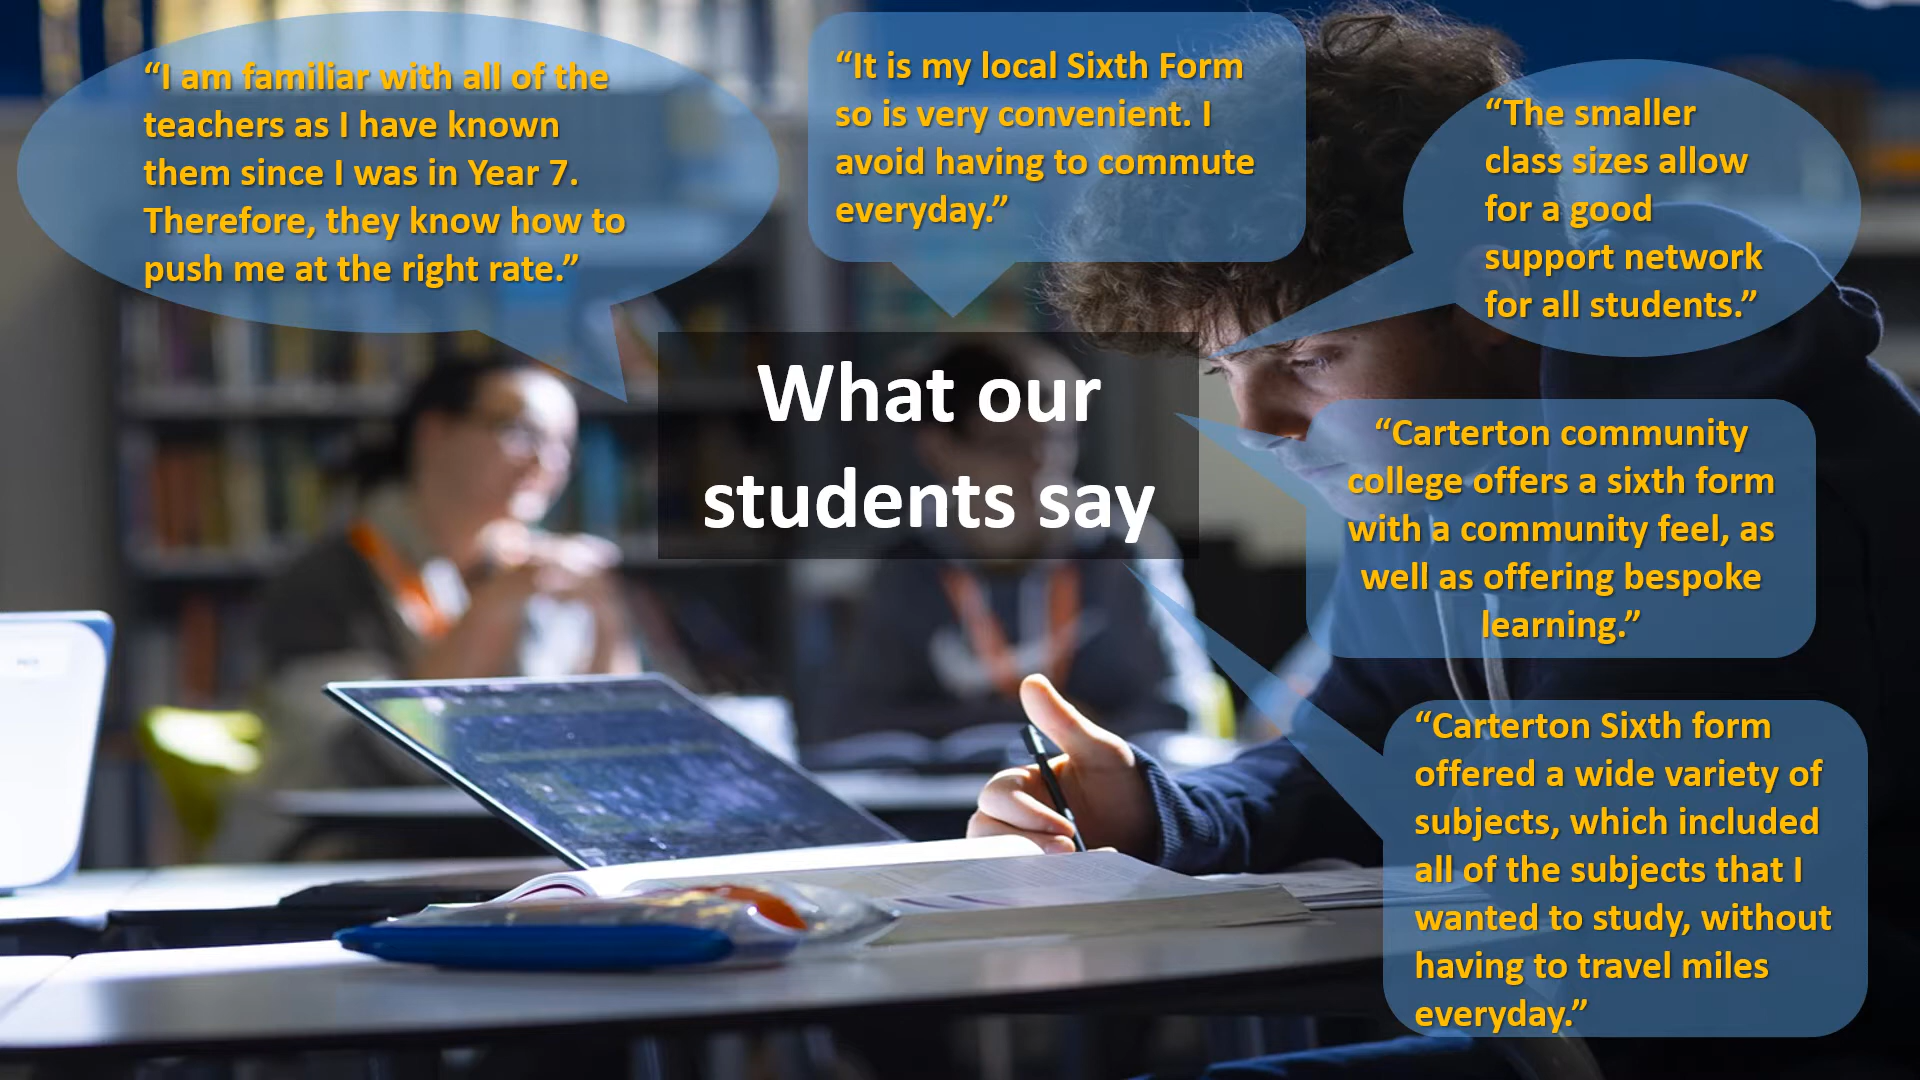 “I am familiar with all of the
teachers as I have known
them since I was in Year 7.
Therefore, they know how to
push me at the right rate.”
“It is my local Sixth Form
so is very convenient. I
avoid having to commute
everyday.”
“The smaller
class sizes allow
for a good
support network
for all students.”
What our
students say
“Carterton community
college offers a sixth form
with a community feel, as
well as offering bespoke
learning.”
“Carterton Sixth form
offered a wide variety of
subjects, which included
all of the subjects that I
wanted to study, without
having to travel miles
everyday.”